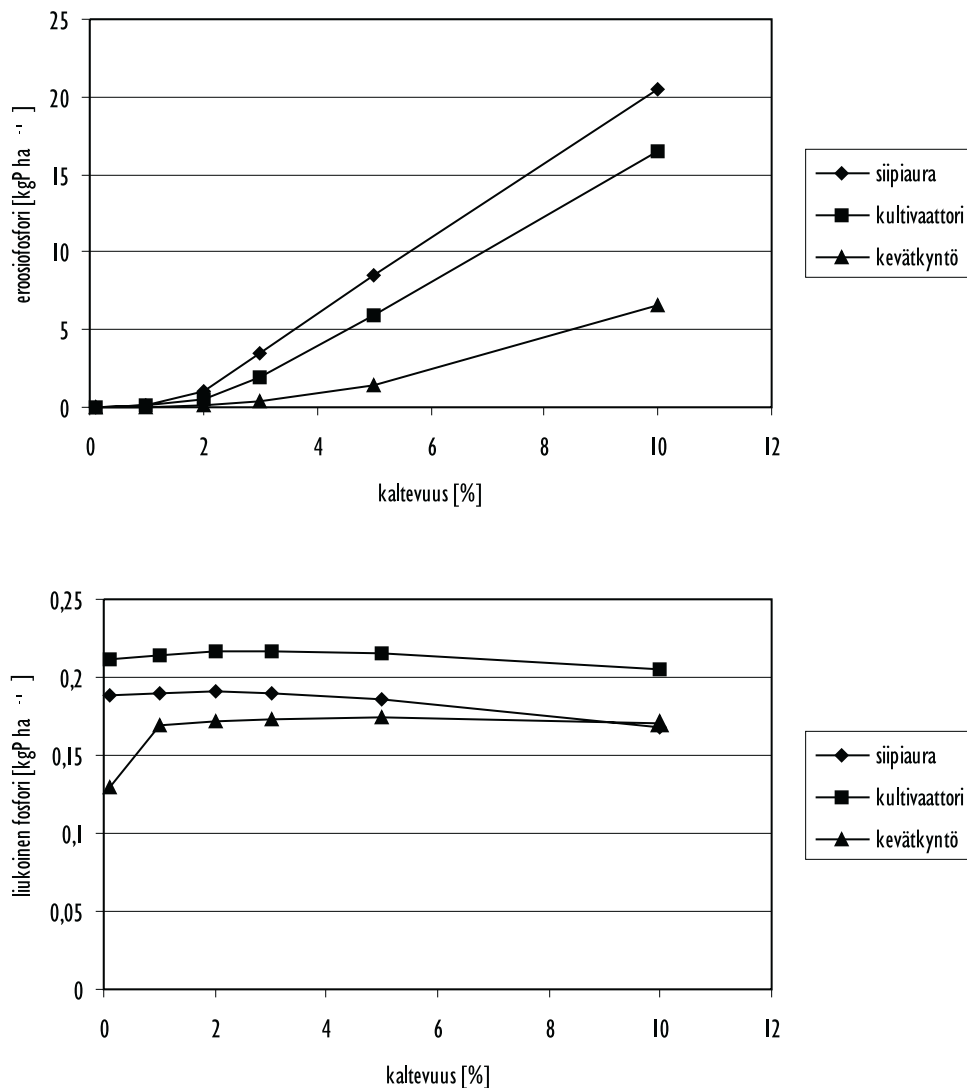 25
20
15
10
5
0
0 2 4 6 8 10 12
eroosiofosfori [kgP ha ⁻¹ ]
kaltevuus [%]
siipiaura
kultivaattori
kevätkyntö
0,25
0,2
0,15
0,1
0,05
0
0 2 4 6 8 10 12
liukoinen fosfori [kgP ha ⁻¹ ]
kaltevuus [%]
siipiaura
kultivaattori
kevätkyntö